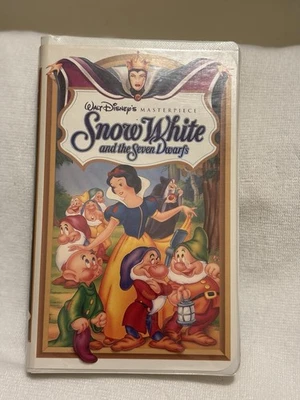 WALT DISNEY'S MASTERPIECE
Snow White
and the Seven Dwarfs